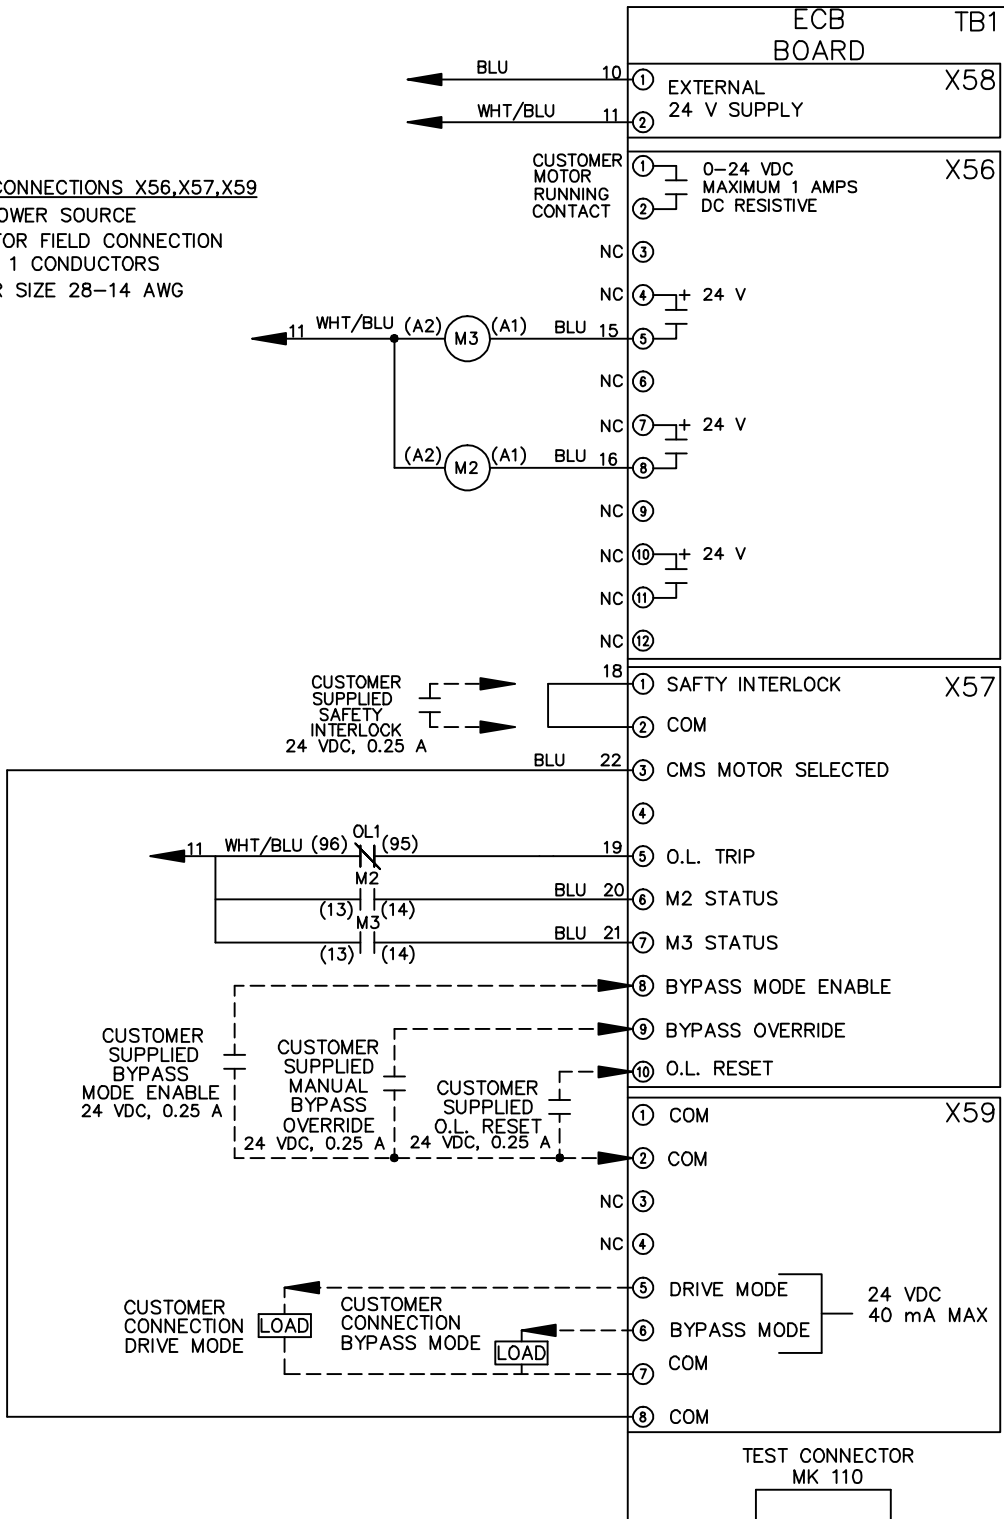 ECB TB1
BOARD
BLU 10 1 EXTERNAL X58
WHT/BLU 11 2 24 V SUPPLY
CONNECTIONS X56,X57,X59
OWER SOURCE
TOR FIELD CONNECTION
1 CONDUCTORS
R SIZE 28-14 AWG
CUSTOMER
MOTOR
RUNNING
CONTACT
1 0-24 VDC X56
MAXIMUM 1 AMPS
2 DC RESISTIVE
NC 3
NC 4 + 24 V
11 WHT/BLU (A2) M3 (A1) BLU 15 5
NC 6
NC 7 + 24 V
(A2) M2 (A1) BLU 16 8
NC 9
NC 10 + 24 V
NC 11
NC 12
CUSTOMER
SUPPLIED
SAFETY
INTERLOCK
24 VDC, 0.25 A
18 1 SAFTY INTERLOCK X57
2 COM
BLU 22 3 CMS MOTOR SELECTED
4
11 WHT/BLU (96) OL1 (95) 19 5 O.L. TRIP
M2
(13) (14) BLU 20 6 M2 STATUS
M3
(13) (14) BLU 21 7 M3 STATUS
8 BYPASS MODE ENABLE
9 BYPASS OVERRIDE
10 O.L. RESET
CUSTOMER
SUPPLIED
BYPASS
MODE ENABLE
24 VDC, 0.25 A
CUSTOMER
SUPPLIED
MANUAL
BYPASS
OVERRIDE
24 VDC, 0.25 A
CUSTOMER
SUPPLIED
O.L. RESET
24 VDC, 0.25 A
1 COM X59
2 COM
NC 3
NC 4
5 DRIVE MODE
6 BYPASS MODE
7 COM
24 VDC
40 mA MAX
CUSTOMER
CONNECTION
DRIVE MODE
LOAD
CUSTOMER
CONNECTION
BYPASS MODE
LOAD
8 COM
TEST CONNECTOR
MK 110